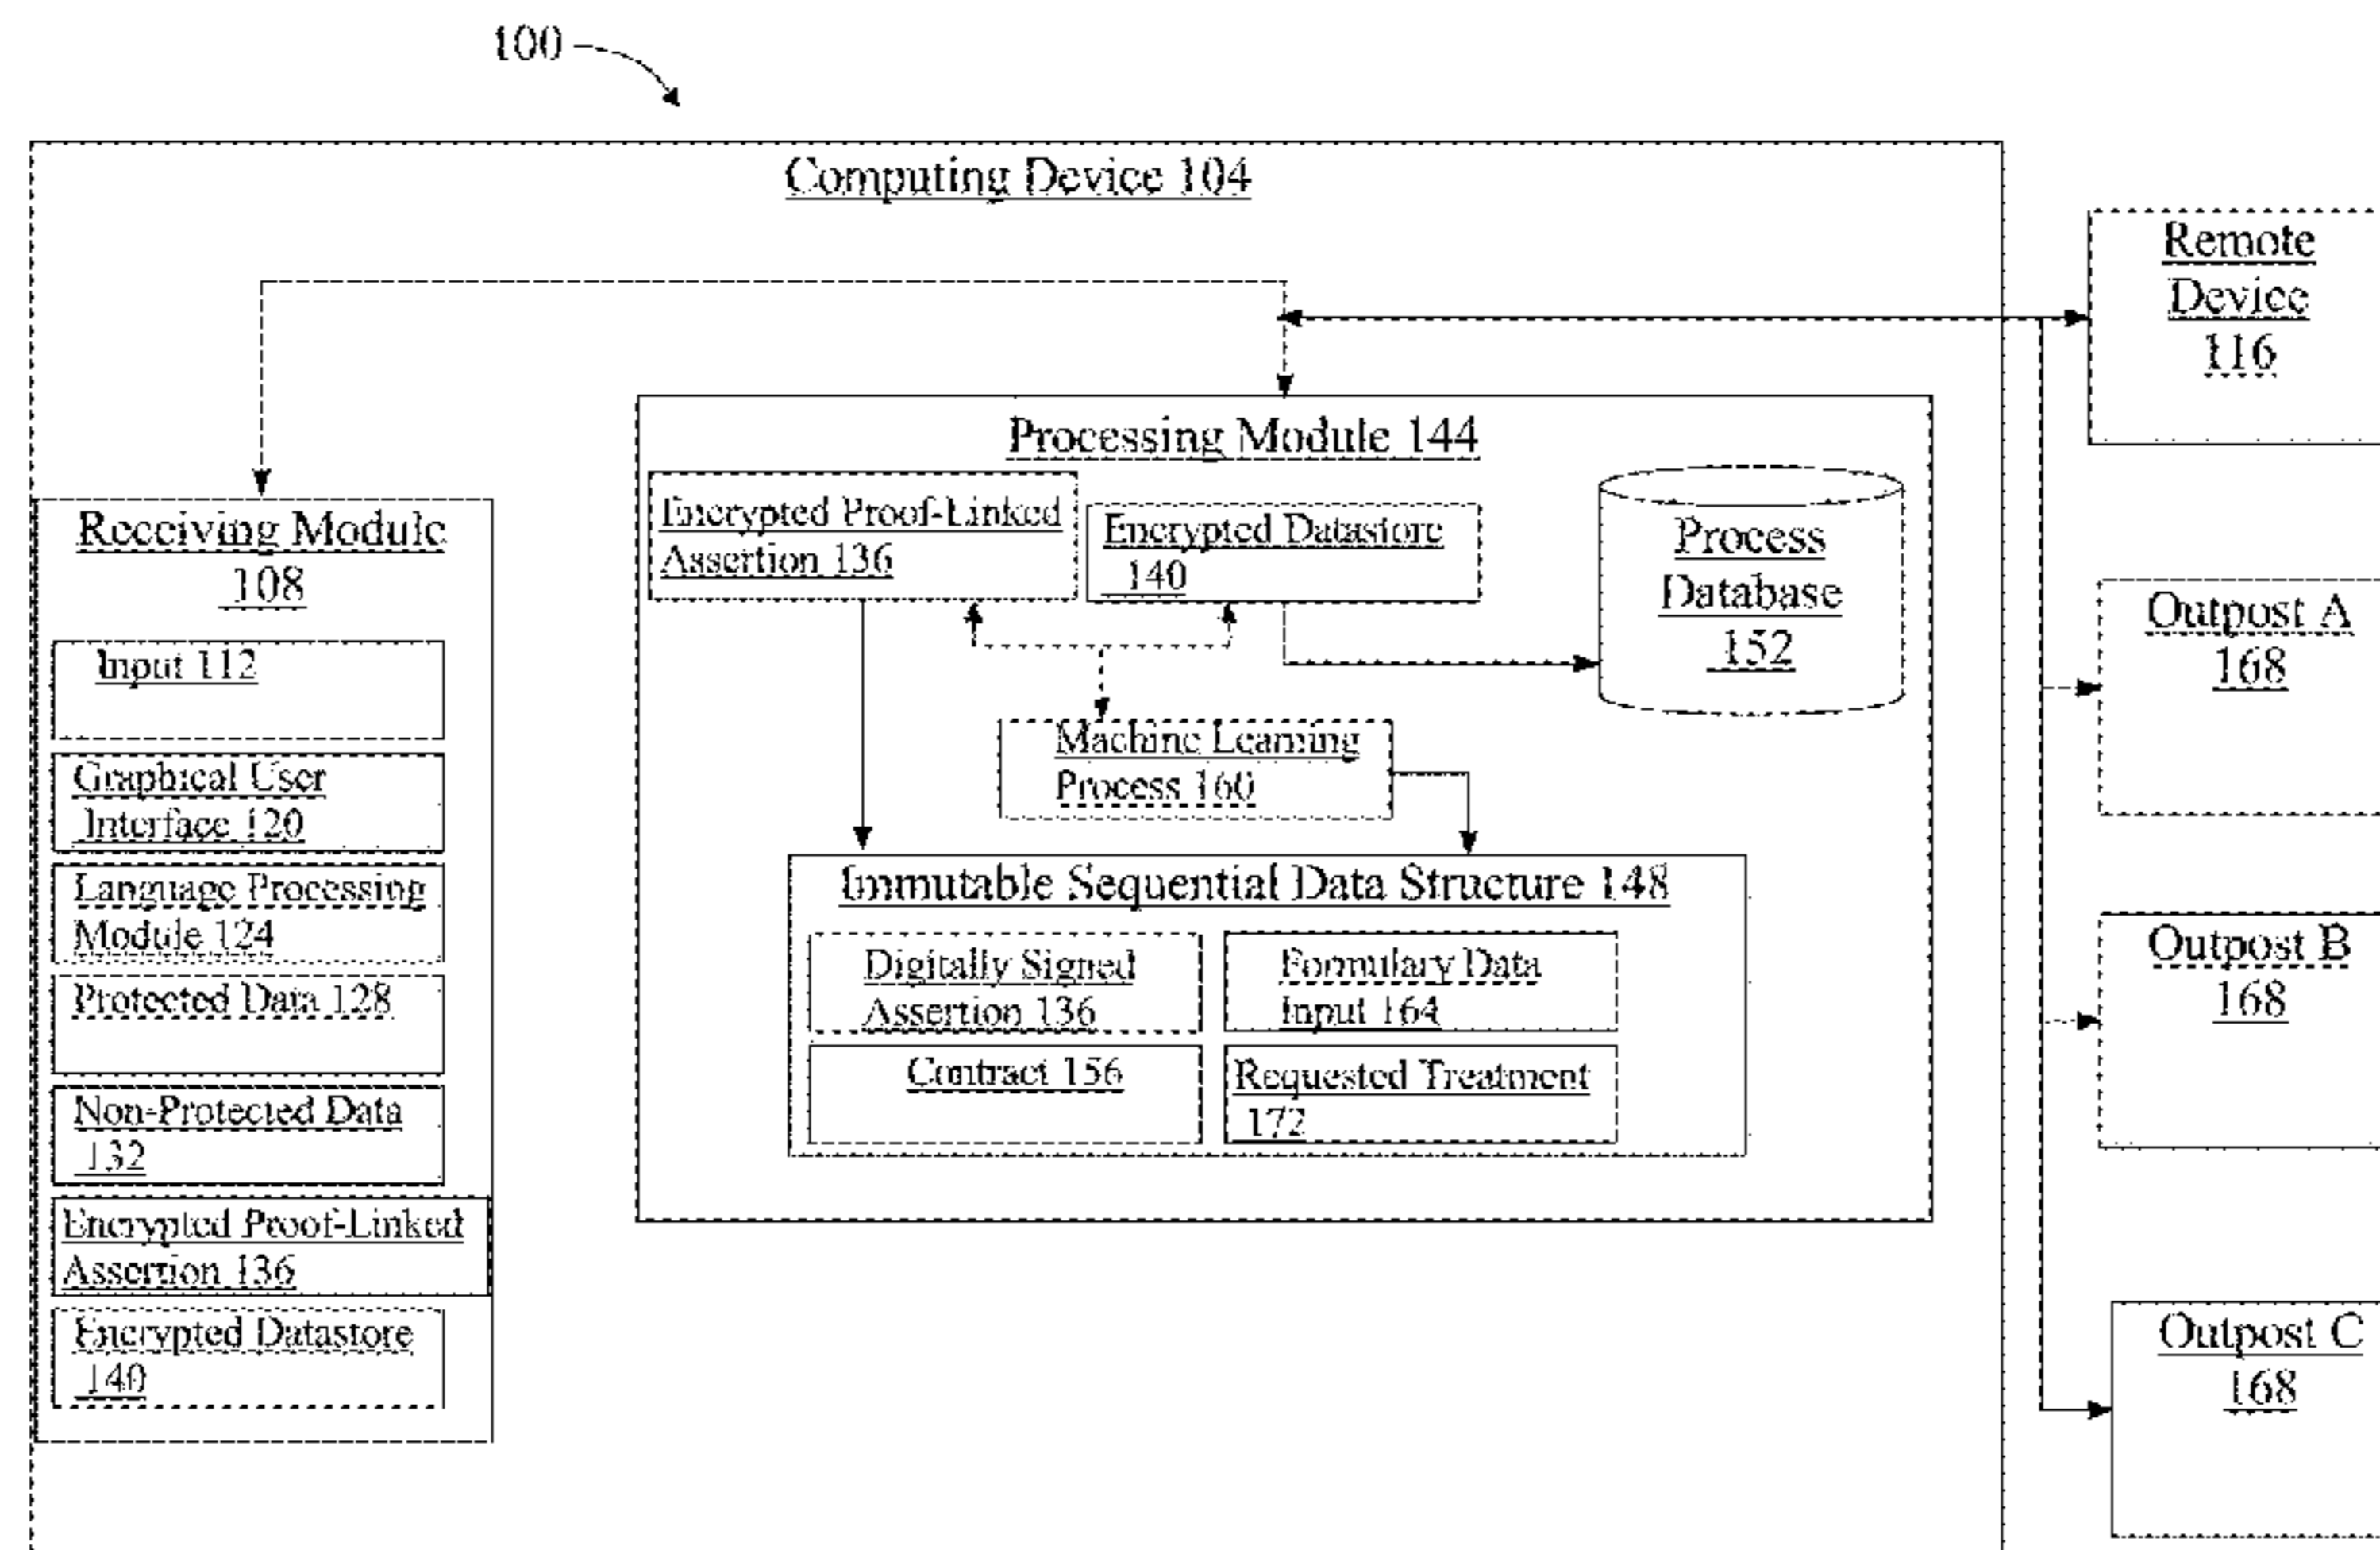 100
Computing Device 104
Remote
Device
116
Processing Module 144
Encrypted Proof-Linked
Assertion 136
Encrypted Datastore
140
Process
Database
152
Machine Learning
Process 160
Immutable Sequential Data Structure 148
Digitally Signed
Assertion 136
Formulary Data
Input 164
Contract 156
Requested Treatment
172
Receiving Module
108
Input 112
Graphical User
Interface 120
Language Processing
Module 124
Protected Data 128
Non-Protected Data
132
Encrypted Proof-Linked
Assertion 136
Encrypted Datastore
140
Outpost A
168
Outpost B
168
Outpost C
168